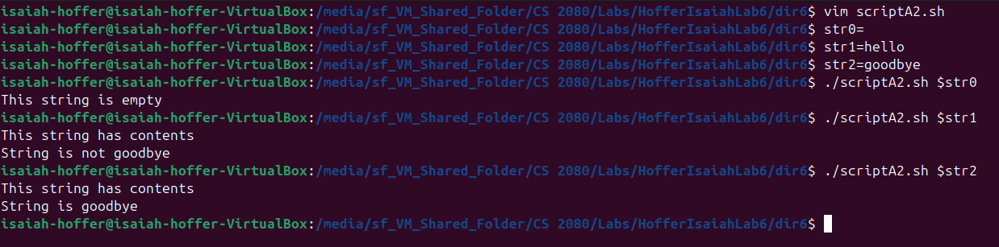 isaiah-hoffer@isaiah-hoffer-VirtualBox:/media/sf_VM_Shared_Folder/CS 2080/Labs/HofferIsaiahLab6/dir6$ vim scriptA2.sh
isaiah-hoffer@isaiah-hoffer-VirtualBox:/media/sf_VM_Shared_Folder/CS 2080/Labs/HofferIsaiahLab6/dir6$ str0=
isaiah-hoffer@isaiah-hoffer-VirtualBox:/media/sf_VM_Shared_Folder/CS 2080/Labs/HofferIsaiahLab6/dir6$ str1=hello
isaiah-hoffer@isaiah-hoffer-VirtualBox:/media/sf_VM_Shared_Folder/CS 2080/Labs/HofferIsaiahLab6/dir6$ str2=goodbye
isaiah-hoffer@isaiah-hoffer-VirtualBox:/media/sf_VM_Shared_Folder/CS 2080/Labs/HofferIsaiahLab6/dir6$ ./scriptA2.sh $str0
This string is empty
isaiah-hoffer@isaiah-hoffer-VirtualBox:/media/sf_VM_Shared_Folder/CS 2080/Labs/HofferIsaiahLab6/dir6$ ./scriptA2.sh $str1
This string has contents
String is not goodbye
isaiah-hoffer@isaiah-hoffer-VirtualBox:/media/sf_VM_Shared_Folder/CS 2080/Labs/HofferIsaiahLab6/dir6$ ./scriptA2.sh $str2
This string has contents
String is goodbye
isaiah-hoffer@isaiah-hoffer-VirtualBox:/media/sf_VM_Shared_Folder/CS 2080/Labs/HofferIsaiahLab6/dir6$